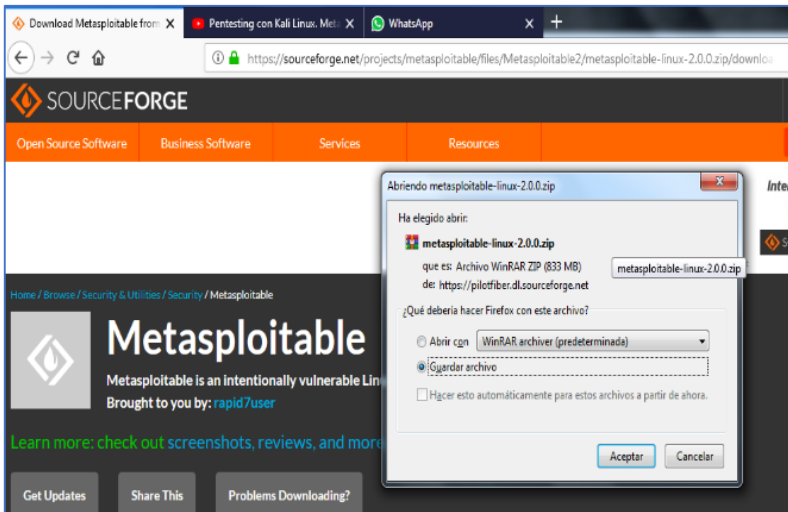 Download Metasploitable from
Pentesting con Kali Linux. Meta
WhatsApp
https://sourceforge.net/projects/metasploitable/files/Metasploitable2/metasploitable-linux-2.0.0.zip/downloa
SOURCEFORGE
Open Source Software Business Software Services Resources
Abriendo metasploitable-linux-2.0.0.zip
Ha elegido abrir:
metasploitable-linux-2.0.0.zip
que es: Archivo WinRAR ZIP (833 MB)
metasploitable-linux-2.0.0.zip
de: https://pilotfiber.dl.sourceforge.net
¿Qué debería hacer Firefox con este archivo?
Abrir con WinRAR archiver (predeterminada)
Guardar archivo
Hacer esto automáticamente para estos archivos a partir de ahora.
Aceptar Cancelar
Inte
S
Home / Browse / Security & Utilities / Security / Metasploitable
Metasploitable
Metasploitable is an intentionally vulnerable Lin
Brought to you by: rapid7user
Learn more: check out screenshots, reviews, and more
Get Updates Share This Problems Downloading?